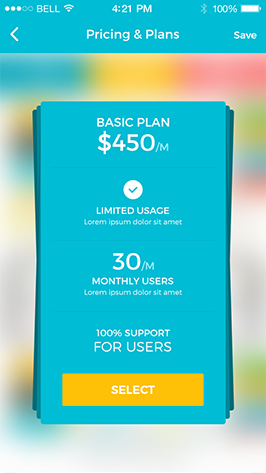 BELL 4:21 PM 100%
Pricing & Plans Save
BASIC PLAN
$450/M
LIMITED USAGE
Lorem ipsum dolor sit amet
30/M
MONTHLY USERS
Lorem ipsum dolor sit amet
100% SUPPORT
FOR USERS
SELECT